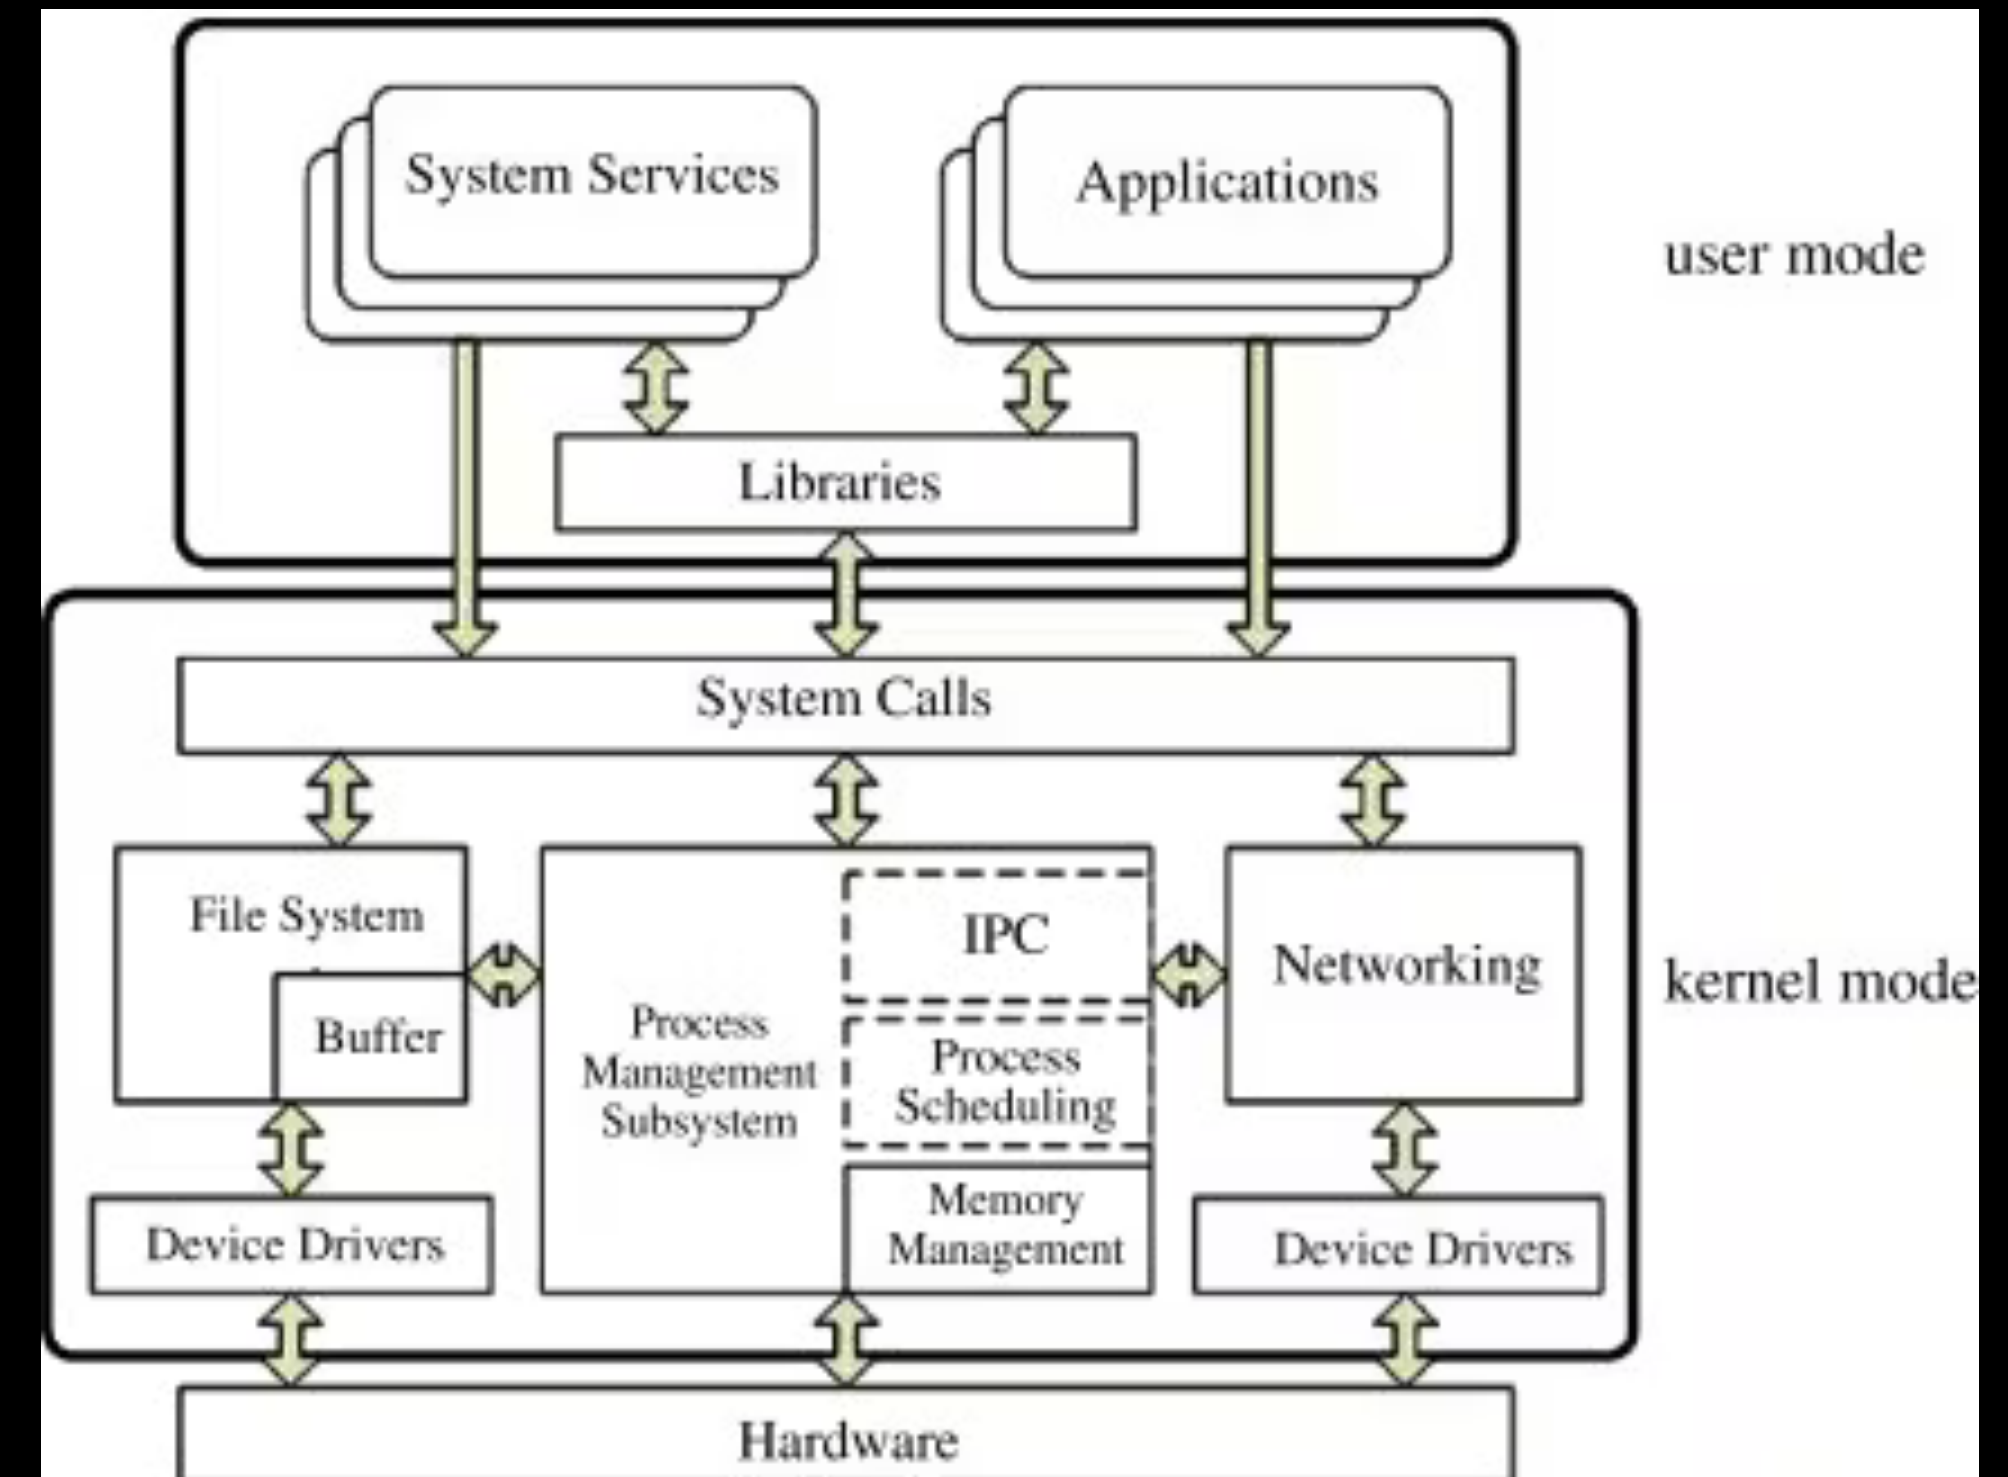 System Services
Applications
user mode
Libraries
System Calls
File System
Buffer
Process
Management
Subsystem
IPC
Process
Scheduling
Memory
Management
Networking
kernel mode
Device Drivers
Device Drivers
Hardware